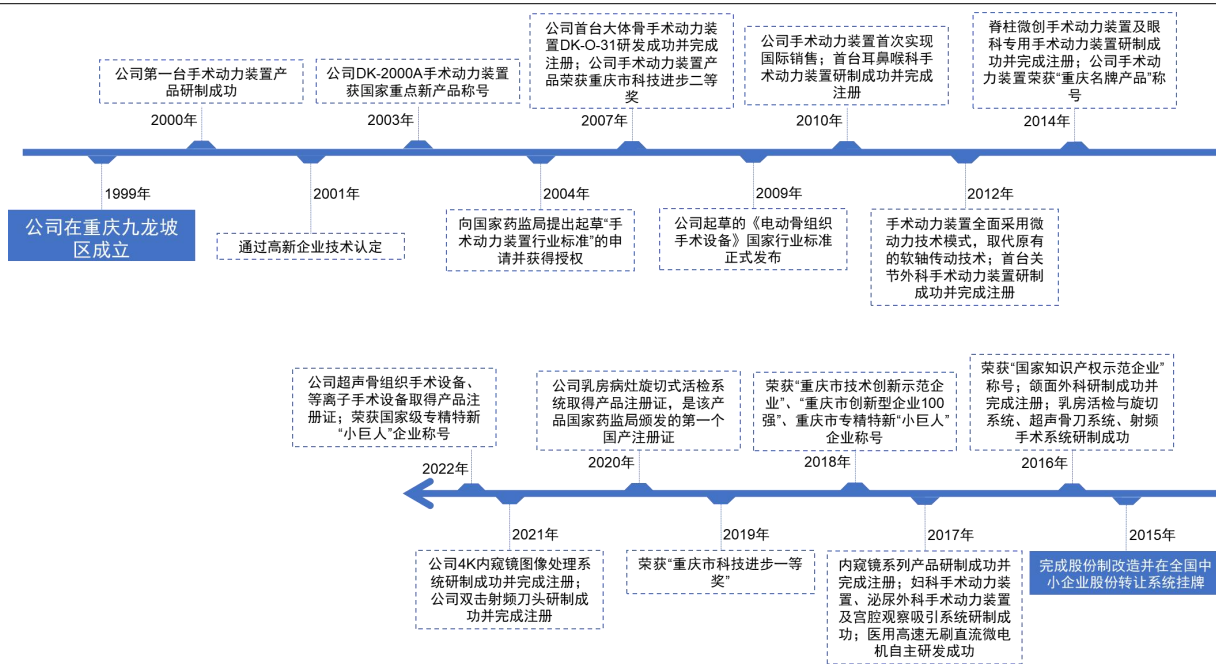 公司第一台手术动力装置产
品研制成功
2000年
公司DK-2000A手术动力装置
获国家重点新产品称号
2003年
公司首台大体骨手术动力装
置DK-O-31研发成功并完成
注册；公司手术动力装置产
品荣获重庆市科技进步二等
奖
2007年
公司手术动力装置首次实现
国际销售；首台耳鼻喉科手
术动力装置研制成功并完成
注册
2010年
脊柱微创手术动力装置及眼
科专用手术动力装置研制成
功并完成注册；公司手术动
力装置荣获“重庆名牌产品”称
号
2014年
1999年
公司在重庆九龙坡
区成立
2001年
通过高新企业技术认定
2004年
向国家药监局提出起草“手
术动力装置行业标准”的申
请并获得授权
2009年
公司起草的《电动骨组织
手术设备》国家行业标准
正式发布
2012年
手术动力装置全面采用微
动力技术模式，取代原有
的软轴传动技术；首台关
节外科手术动力装置研制
成功并完成注册
公司超声骨组织手术设备、
等离子手术设备取得产品注
册证；荣获国家级专精特新
“小巨人”企业称号
2022年
公司乳房病灶旋切式活检系
统取得产品注册证，是该产
品国家药监局颁发的第一个
国产注册证
2020年
荣获“重庆市技术创新示范企
业”、“重庆市创新型企业100
强”、重庆市专精特新“小巨人”
企业称号
2018年
荣获“国家知识产权示范企业”
称号；颌面外科研制成功并
完成注册；乳房活检与旋切
系统、超声骨刀系统、射频
手术系统研制成功
2016年
2021年
公司4K内窥镜图像处理系
统研制成功并完成注册；
公司双击射频刀头研制成
功并完成注册
2019年
荣获“重庆市科技进步一等
奖”
2017年
内窥镜系列产品研制成功并
完成注册；妇科手术动力装
置、泌尿外科手术动力装置
及宫腔观察吸引系统研制成
功；医用高速无刷直流微电
机自主研发成功
2015年
完成股份制改造并在全国中
小企业股份转让系统挂牌